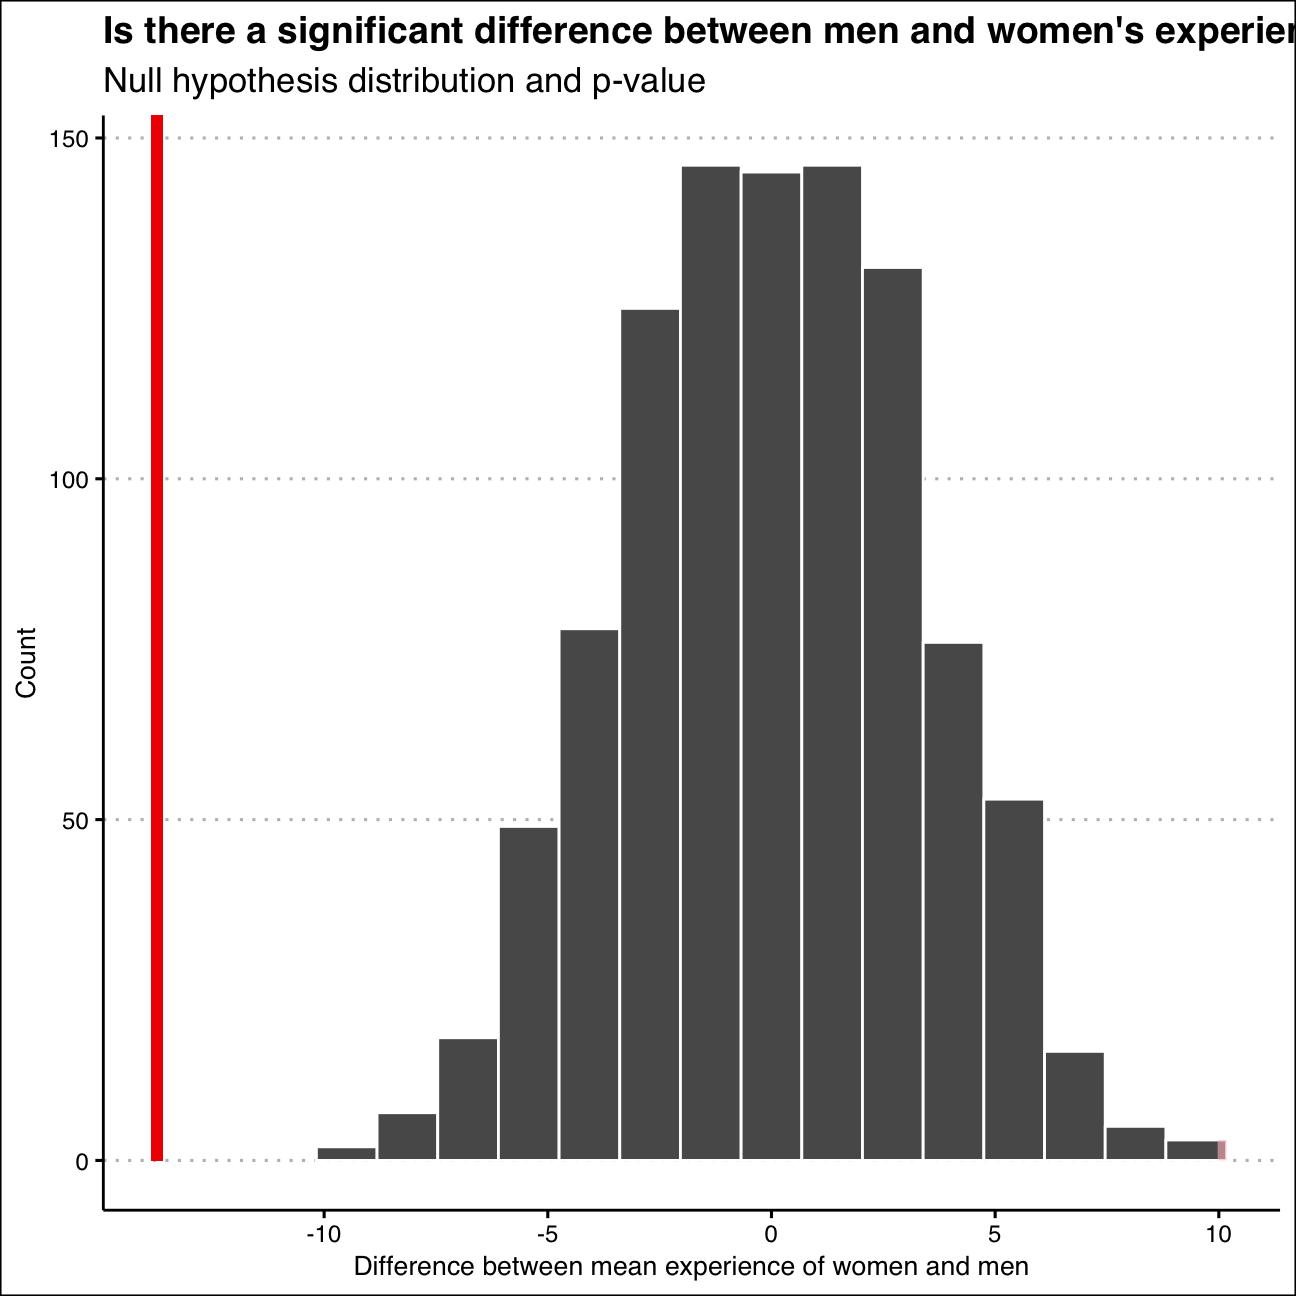 Is there a significant difference between men and women's
Null hypothesis distribution and p-value
150
100
50
0
Count
-10
-5
0
5
10
Difference between mean experience of women and men